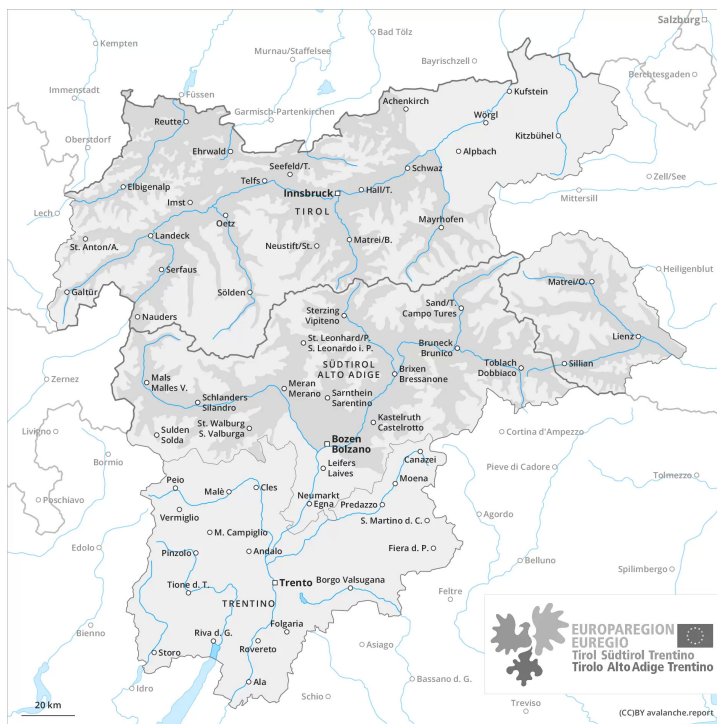 Salzburg
Kempten
Bad Tölz
Murnau/Staffelsee
Bayrischzell
Berchtesgaden
Immenstadt
Füssen
Achenkirch
Kufstein
Garmisch-Partenkirchen
Reutte
Wörgl
Oberstdorf
Kitzbühel
Ehrwald
Alpbach
Seefeld/T.
Schwaz
Telfs
Zell/See
Elbigenalp
Innsbruck
Hall/T.
Mittersill
Imst
TIROL
Lech
Oetz
Mayrhofen
Landeck
Matrei/B.
St. Anton/A.
Neustift/St.
Serfaus
Heiligenblut
Matrei/O.
Galtür
Sölden
Sand/T.
Campo Tures
Nauders
Sterzing
Vipiteno
Lienz
St. Leonhard/P.
S. Leonardo i. P.
Bruneck
Brunico
Toblach
Dobbiaco
Sillian
SÜDTIROL
ALTO ADIGE
Brixen
Bressanone
Zernez
Mals
Malles V.
Meran
Merano
Schlanders
Silandro
Sarnthein
Sarentino
Kastelruth
Castelrotto
St. Walburg
S. Valburga
Livigno
Sulden
Solda
Bozen
Bolzano
Cortina d'Ampezzo
Bormio
Canazei
Leifers
Laives
Pieve di Cadore
Tolmezzo
Peio
Malè
Cles
Moena
Poschiavo
Neumarkt
Egna
Predazzo
Vermiglio
Agordo
S. Martino d. C.
M. Campiglio
Edolo
Pinzolo
Andalo
Fiera d. P.
Belluno
Spilimbergo
Tione d. T.
Trento
Borgo Valsugana
Feltre
TRENTINO
Folgaria
Bienno
Riva d. G.
Rovereto
Asiago
Storo
Bassano d. G.
Ala
Idro
Schio
Treviso
EUROPAREGION
EUREGIO
Tirol Südtirol Trentino
Tirolo Alto Adige Trentino
20 km
(CC)BY avalanche.report